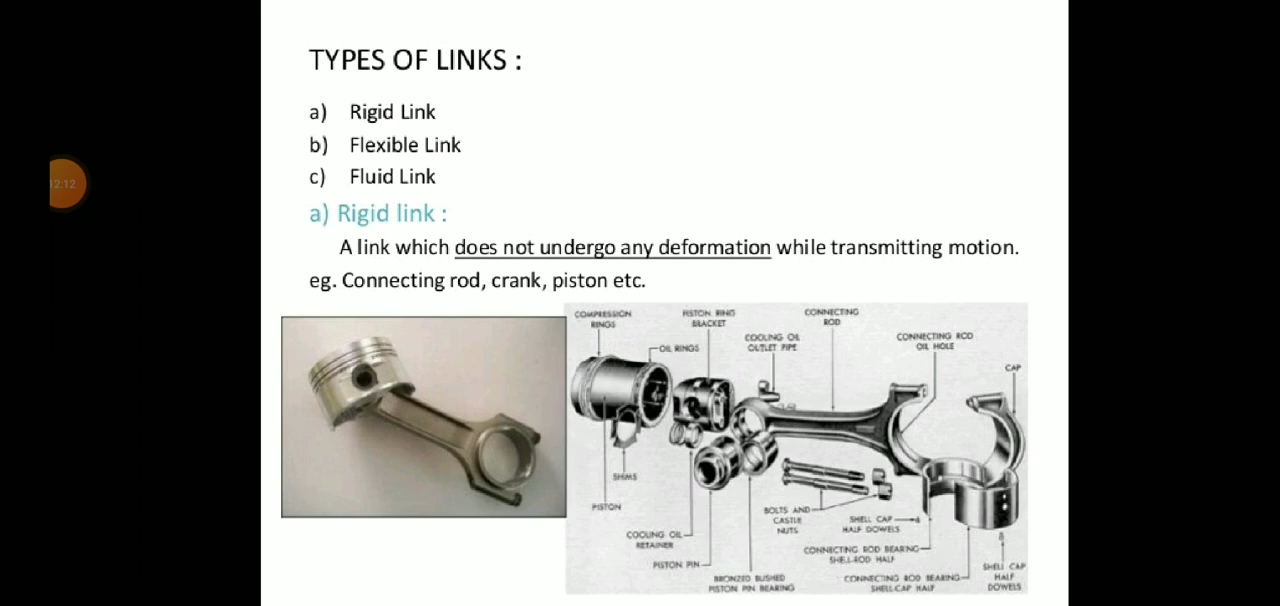 TYPES OF LINKS :
a) Rigid Link
b) Flexible Link
c) Fluid Link
a) Rigid link :
A link which does not undergo any deformation while transmitting motion.
eg. Connecting rod, crank, piston etc.
2:12
COMPRESSION
RINGS
PISTON RING
BRACKET
CONNECTING
ROD
OIL RINGS
COOLING OIL
OUTLET PIPE
CONNECTING ROD
OIL HOLE
CAP
SHIMS
PISTON
COOLING OIL
RETAINER
PISTON PIN
BRONZED BUSHED
PISTON PIN BEARING
BOLTS AND
CASTLE
NUTS
SHELL CAP
HALF DOWELS
CONNECTING ROD BEARING
SHELL-ROD HALF
CONNECTING ROD BEARING
SHELL-CAP HALF
SHELL CAP
HALF
DOWELS